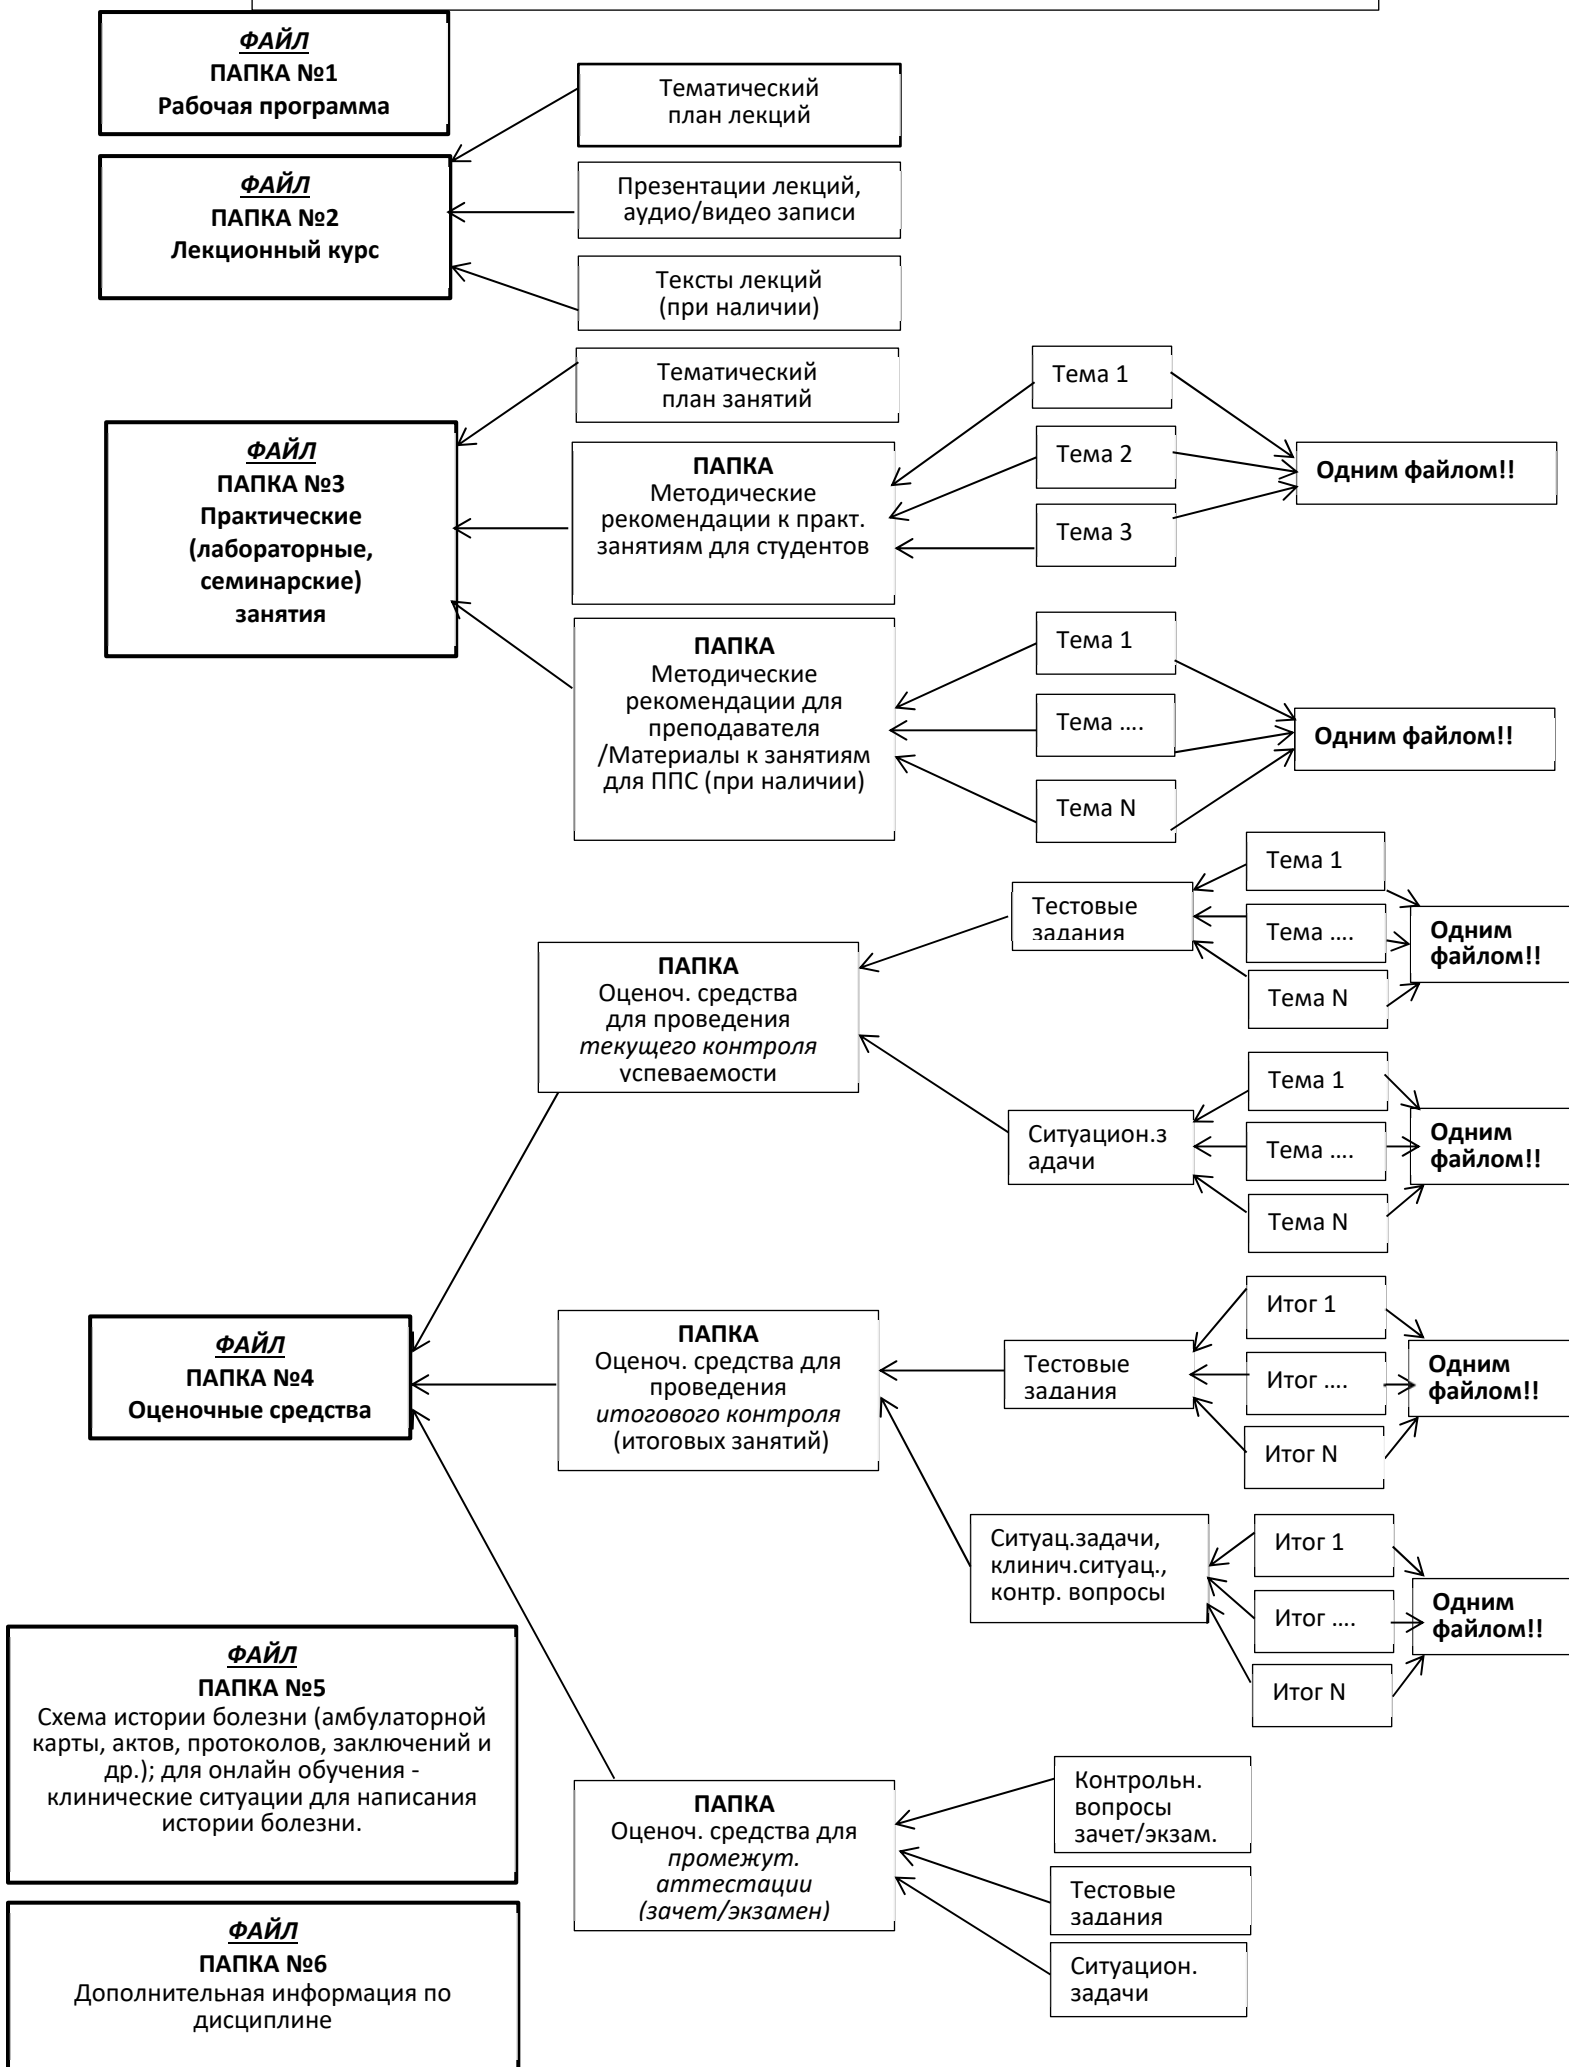 ФАЙЛ
ПАПКА №1
Рабочая программа
Тематический
план лекций
ФАЙЛ
ПАПКА №2
Лекционный курс
Презентации лекций,
аудио/видео записи
Тексты лекций
(при наличии)
Тематический
план занятий
ФАЙЛ
ПАПКА №3
Практические
(лабораторные,
семинарские)
занятия
ПАПКА
Методические
рекомендации к практ.
занятиям для студентов
Тема 1
Тема 2
Тема 3
Одним файлом!!
ПАПКА
Методические
рекомендации для
преподавателя
/Материалы к занятиям
для ППС (при наличии)
Тема 1
Тема ....
Тема N
Одним файлом!!
ПАПКА
Оценоч. средства
для проведения
текущего контроля
успеваемости
Тестовые
задания
Тема 1
Тема ....
Тема N
Одним
файлом!!
Ситуацион.з
адачи
Тема 1
Тема ....
Тема N
Одним
файлом!!
ФАЙЛ
ПАПКА №4
Оценочные средства
ПАПКА
Оценоч. средства для
проведения
итогового контроля
(итоговых занятий)
Тестовые
задания
Итог 1
Итог ....
Итог N
Одним
файлом!!
Ситуац.задачи,
клинич.ситуац.,
контр. вопросы
Итог 1
Итог ....
Итог N
Одним
файлом!!
ФАЙЛ
ПАПКА №5
Схема истории болезни (амбулаторной
карты, актов, протоколов, заключений и
др.); для онлайн обучения -
клинические ситуации для написания
истории болезни.
ПАПКА
Оценоч. средства для
промежут.
аттестации
(зачет/экзамен)
Контрольн.
вопросы
зачет/экзам.
Тестовые
задания
Ситуацион.
задачи
ФАЙЛ
ПАПКА №6
Дополнительная информация по
дисциплине